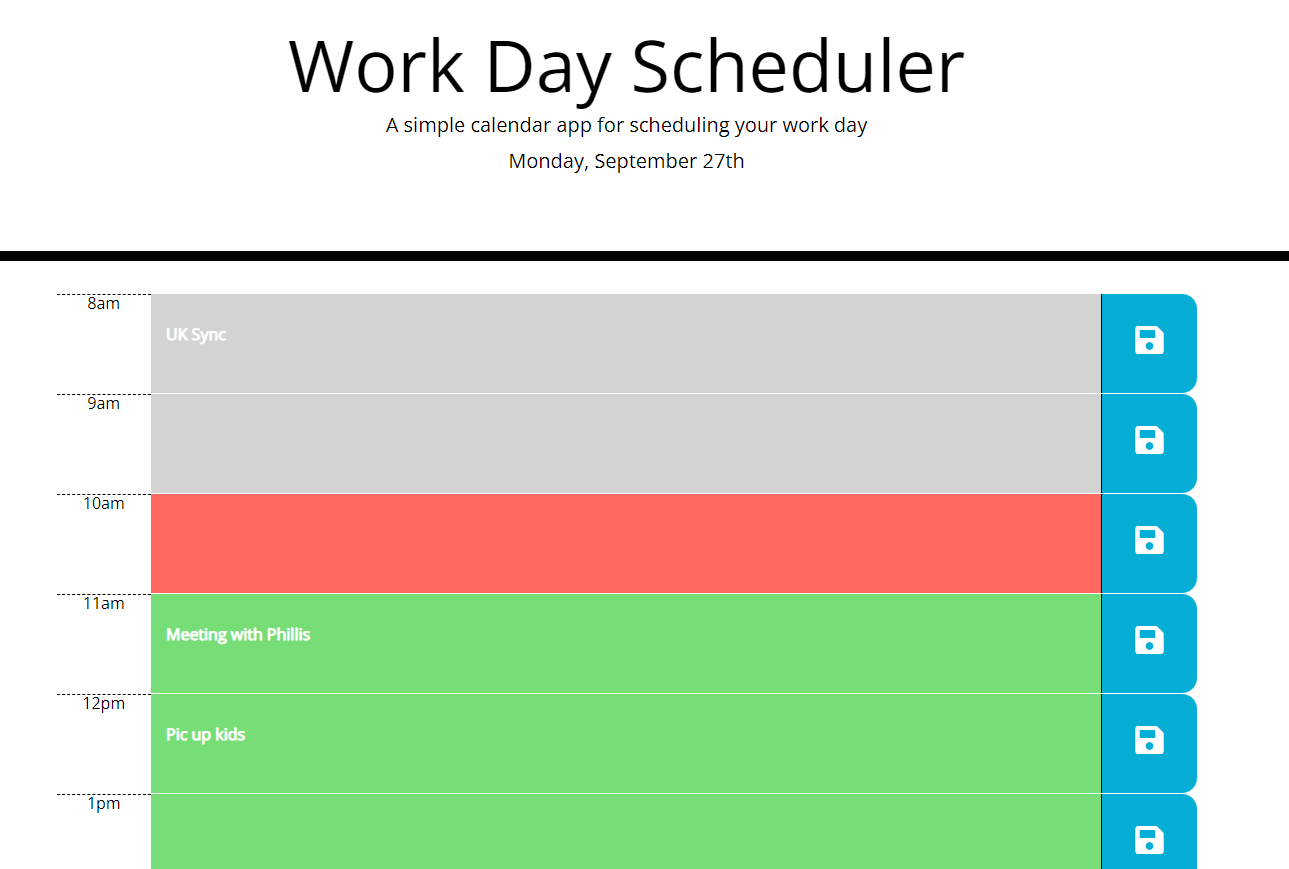 Work Day Scheduler
A simple calendar app for scheduling your work day
Monday, September 27th
8am
UK Sync
9am
10am
11am
Meeting with Phillis
12pm
Pic up kids
1pm